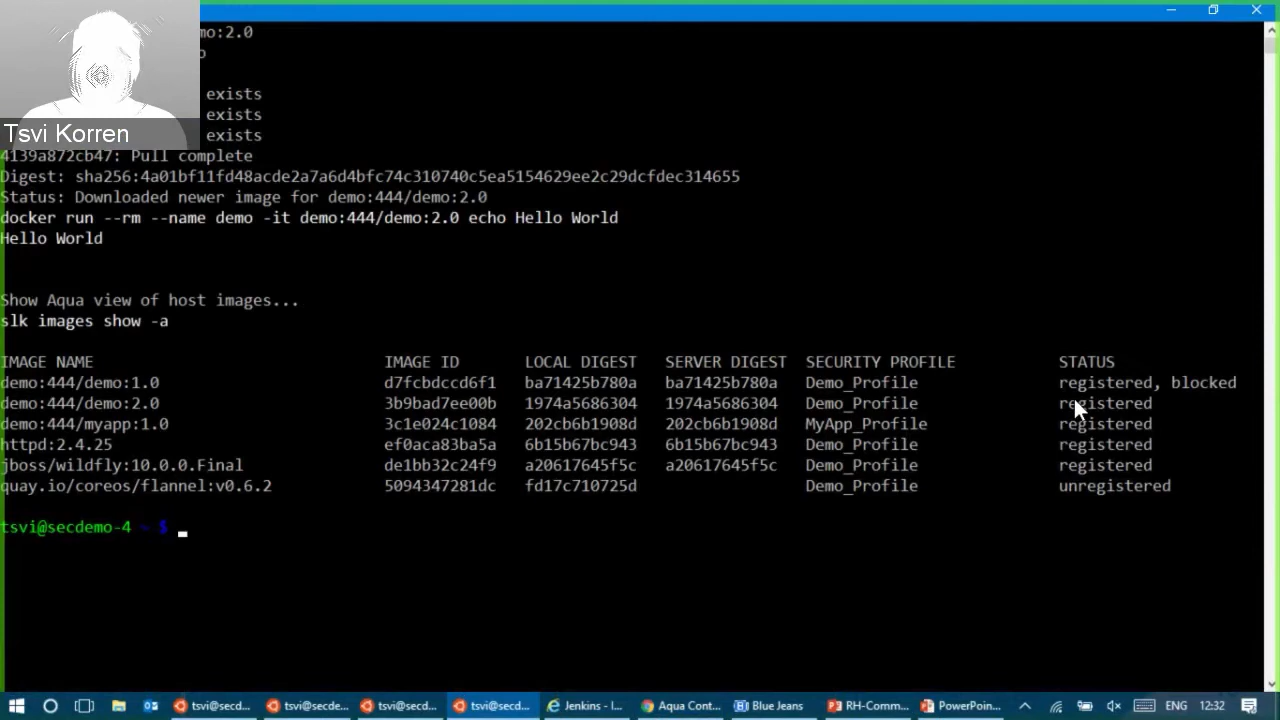 mo:2.0
o
exists
exists
Tsvi Korren
exists
4139a872cb47: Pull complete
Digest: sha256:4a01bf11fd48acde2a7a6d4bfc74c310740c5ea5154629ee2c29dcfdec314655
Status: Downloaded newer image for demo:444/demo:2.0
docker run --rm --name demo -it demo:444/demo:2.0 echo Hello World
Hello World
Show Aqua view of host images...
slk images show -a
IMAGE NAME IMAGE ID LOCAL DIGEST SERVER DIGEST SECURITY PROFILE STATUS
demo:444/demo:1.0 d7fcbdccd6f1 ba71425b780a ba71425b780a Demo_Profile registered, blocked
demo:444/demo:2.0 3b9bad7ee00b 1974a5686304 1974a5686304 Demo_Profile registered
demo:444/myapp:1.0 3c1e024c1084 202cb6b1908d 202cb6b1908d MyApp_Profile registered
httpd:2.4.25 ef0aca83ba5a 6b15b67bc943 6b15b67bc943 Demo_Profile registered
jboss/wildfly:10.0.0.Final de1bb32c24f9 a20617645f5c a20617645f5c Demo_Profile registered
quay.io/coreos/flannel:v0.6.2 5094347281dc fd17c710725d Demo_Profile unregistered
tsvi@secdemo-4 ~ $
tsvi@secd... tsvi@secde... tsvi@secd... tsvi@secd... Jenkins - I... Aqua Cont... Blue Jeans RH-Comm... PowerPoin... ENG 12:32